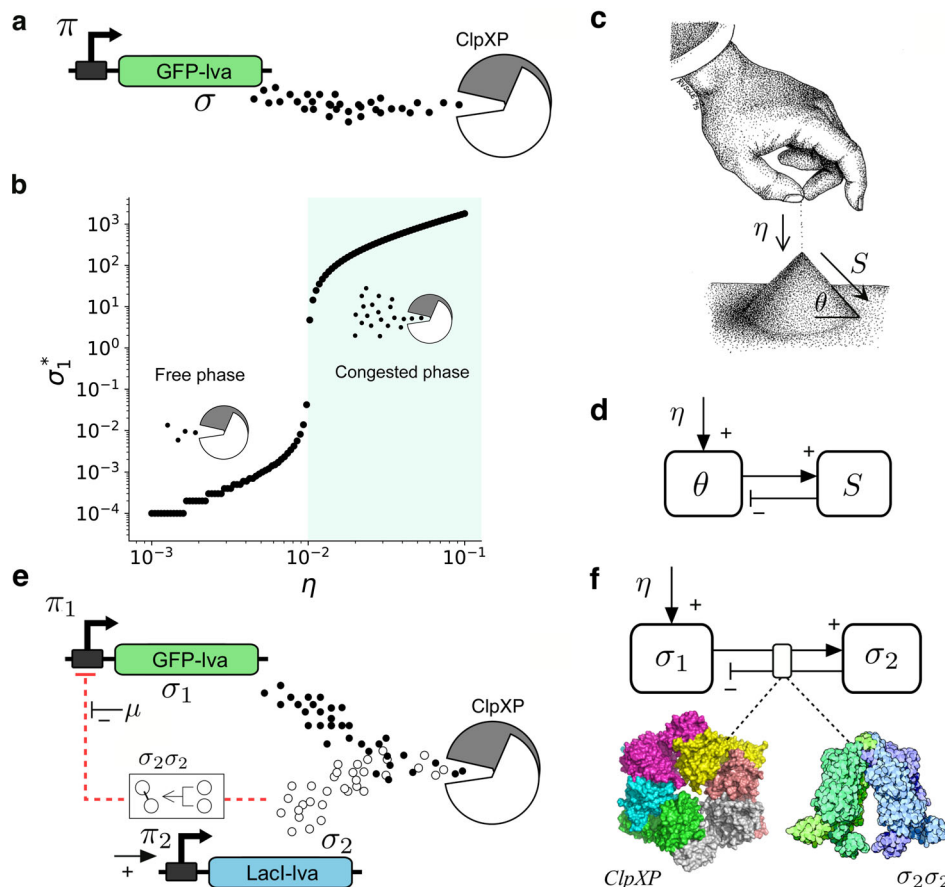 a
π
GFP-lva
σ
ClpXP
b
10³
10²
10¹
10⁰
10⁻¹
10⁻²
10⁻³
10⁻⁴
σ₁*
Free phase
Congested phase
10⁻³
10⁻²
10⁻¹
η
c
η
S
θ
d
η
+
+
θ
S
−
e
π₁
GFP-lva
σ₁
ClpXP
− μ
σ₂σ₂
π₂
σ₂
+
LacI-lva
f
η
+
+
σ₁
σ₂
−
ClpXP
σ₂σ₂